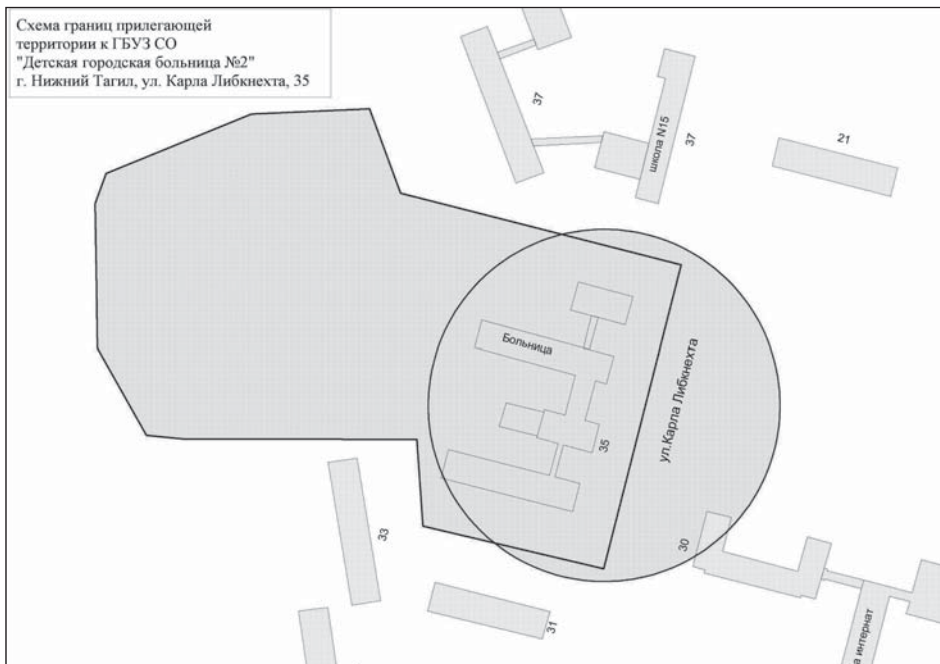 Схема границ прилегающей
территории к ГБУЗ СО
"Детская городская больница №2"
г. Нижний Тагил, ул. Карла Либкнехта, 35
37
школа N15
37
21
Больница
ул.Карла Либкнехта
35
33
30
31
а интернат